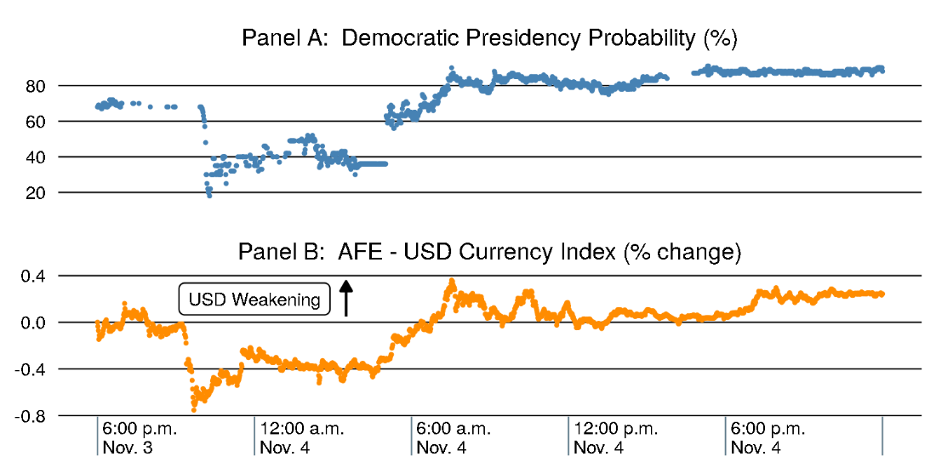 Panel A:  Democratic Presidency Probability (%)
80
60
40
20
Panel B:  AFE - USD Currency Index (% change)
0.4
USD Weakening
0.0
-0.4
-0.8
6:00 p.m. 12:00 a.m. 6:00 a.m. 12:00 p.m. 6:00 p.m.
Nov. 3 Nov. 4 Nov. 4 Nov. 4 Nov. 4